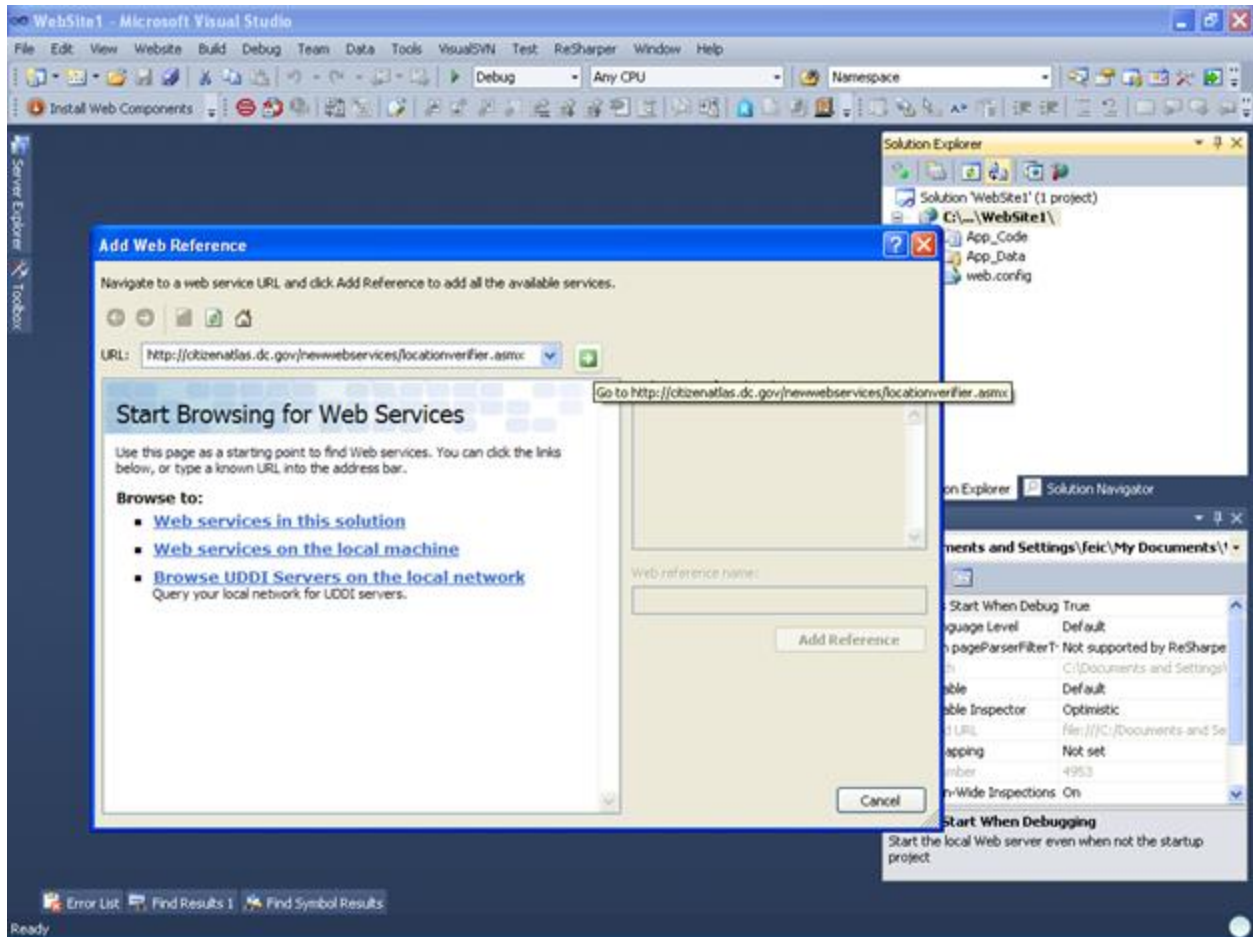 WebSite1 - Microsoft Visual Studio
File Edit View Website Build Debug Team Data Tools VisualSVN Test ReSharper Window Help
Debug Any CPU Namespace
Install Web Components
Server Explorer
Toolbox
Solution Explorer
Solution 'WebSite1' (1 project)
C:\...\WebSite1\
App_Code
App_Data
web.config
Add Web Reference
Navigate to a web service URL and click Add Reference to add all the available services.
URL: http://citizenatlas.dc.gov/newwebservices/locationverifier.asmx
Go to http://citizenatlas.dc.gov/newwebservices/locationverifier.asmx
Start Browsing for Web Services
Use this page as a starting point to find Web services. You can click the links
below, or type a known URL into the address bar.
Browse to:
Web services in this solution
Web services on the local machine
Browse UDDI Servers on the local network
Query your local network for UDDI servers.
Web reference name:
Add Reference
Cancel
on Explorer Solution Navigator
ments and Settings\feic\My Documents\
Start When Debug True
guage Level Default
pageParserFilterT Not supported by ReSharpe
C:\Documents and Settings\
able Default
able Inspector Optimistic
d URL file:///C:/Documents and Se
apping Not set
mber 4953
n-Wide Inspections On
Start When Debugging
Start the local Web server even when not the startup
project
Error List Find Results 1 Find Symbol Results
Ready